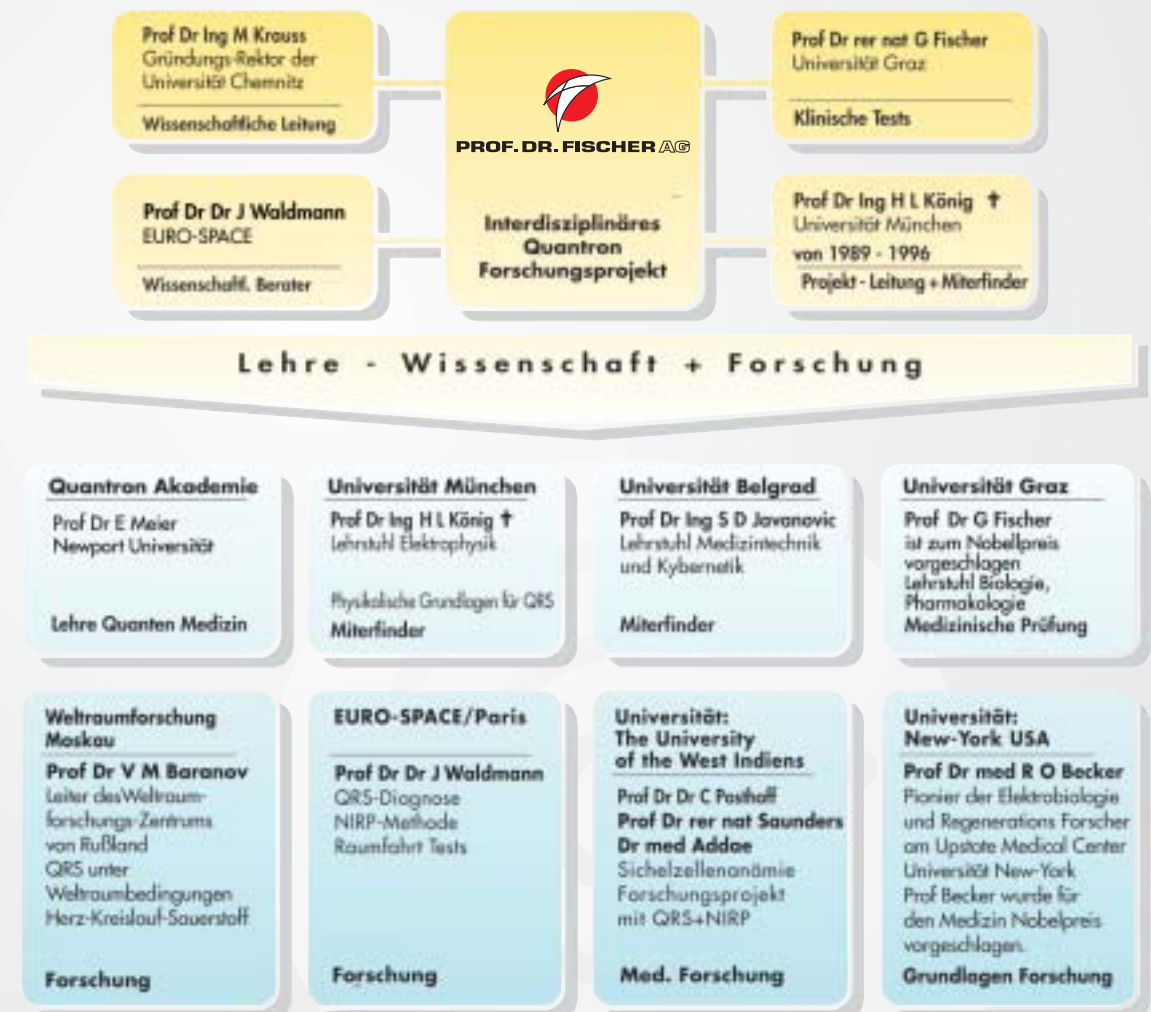 Prof Dr Ing M Krauss
Gründungs-Rektor der
Universität Chemnitz
Wissenschaftliche Leitung
Prof Dr Dr J Waldmann
EURO-SPACE
Wissenschaftl. Berater
PROF. DR. FISCHER AG
Interdisziplinäres
Quantron
Forschungsprojekt
Prof Dr rer nat G Fischer
Universität Graz
Klinische Tests
Prof Dr Ing H L König ✝
Universität München
von 1989 - 1996
Projekt - Leitung + Miterfinder
Lehre - Wissenschaft + Forschung
Quantron Akademie
Prof Dr E Meier
Newport Universität
Lehre Quanten Medizin
Universität München
Prof Dr Ing H L König ✝
Lehrstuhl Elektrophysik
Physikalische Grundlagen für QRS
Miterfinder
Universität Belgrad
Prof Dr Ing S D Jovanovic
Lehrstuhl Medizintechnik
und Kybernetik
Miterfinder
Universität Graz
Prof Dr G Fischer
ist zum Nobellpreis
vorgeschlagen
Lehrstuhl Biologie,
Pharmakologie
Medizinische Prüfung
Weltraumforschung
Moskau
Prof Dr V M Baranov
Leiter desWeltraum-
forschungs-Zentrums
von Rußland
QRS unter
Weltraumbedingungen
Herz-Kreislauf-Sauerstoff
Forschung
EURO-SPACE/Paris
Prof Dr Dr J Waldmann
QRS-Diagnose
NIRP-Methode
Raumfahrt Tests
Forschung
Universität:
The University
of the West Indiens
Prof Dr Dr C Posthoff
Prof Dr rer nat Saunders
Dr med Addae
Sichelzellenanämie
Forschungsprojekt
mit QRS+NIRP
Med. Forschung
Universität:
New-York USA
Prof Dr med R O Becker
Pionier der Elektrobiologie
und Regenerations Forscher
am Upstate Medical Center
Universität New-York
Prof Becker wurde für
den Medizin Nobelpreis
vorgeschlagen.
Grundlagen Forschung